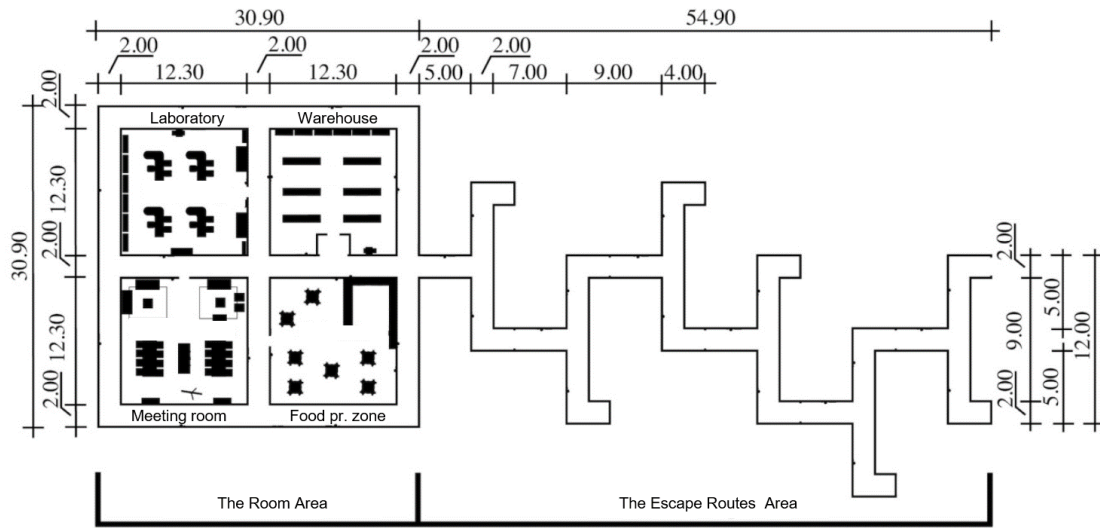 30.90 54.90
2.00 2.00 2.00 2.00
12.30 12.30 5.00 7.00 9.00 4.00
2.00
Laboratory Warehouse
12.30
2.00
30.90
2.00
5.00
9.00
12.00
12.30
2.00
2.00
5.00
Meeting room Food pr. zone
The Room Area The Escape Routes Area